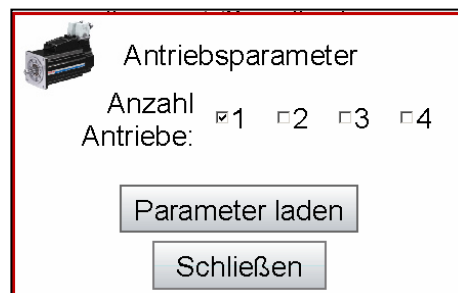 Antriebsparameter
Anzahl
Antriebe:
1 2 3 4
Parameter laden
Schließen